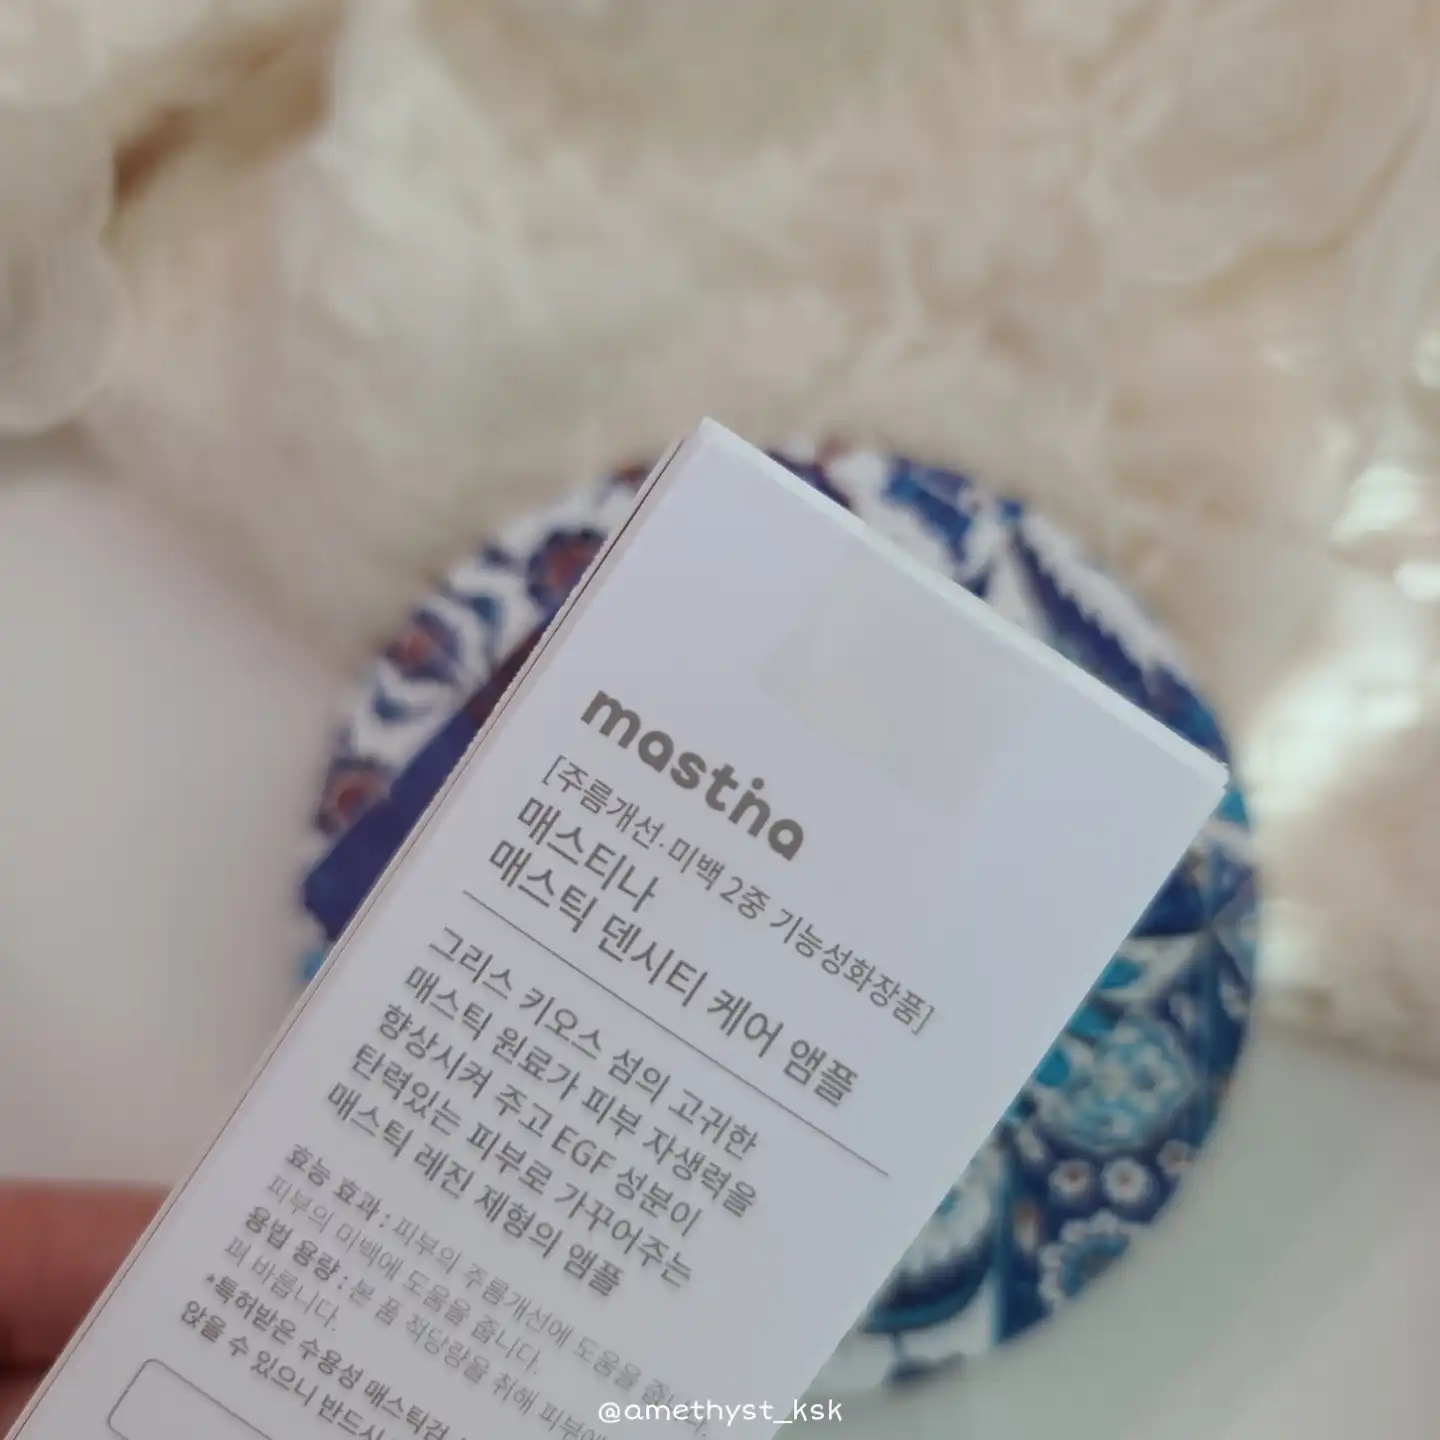 mastina
[주름개선·미백 2중 기능성화장품]
매스티나
매스틱 덴시티 케어 앰플
그리스 키오스 섬의 고귀한
매스틱 원료가 피부 자생력을
향상시켜 주고 EGF 성분이
탄력있는 피부로 가꾸어주는
매스틱 레진 제형의 앰플
효능 효과 : 피부의 주름개선에 도움을 줍니다.
피부의 미백에 도움을 줍니다.
용법 용량 : 본 품 적당량을 취해 피부에
펴 바릅니다.
*특허받은 수용성 매스틱검
않을 수 있으니 반드시
@amethyst_ksk